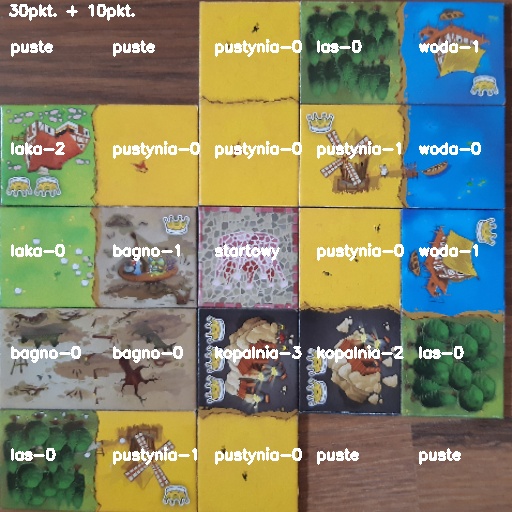 30pkt. + 10pkt.
puste puste pustynia-0 las-0 woda-1
laka-2 pustynia-0 pustynia-0 pustynia-1 woda-0
laka-0 bagno-1 startowy pustynia-0 woda-1
bagno-0 bagno-0 kopalnia-3 kopalnia-2 las-0
las-0 pustynia-1 pustynia-0 puste puste